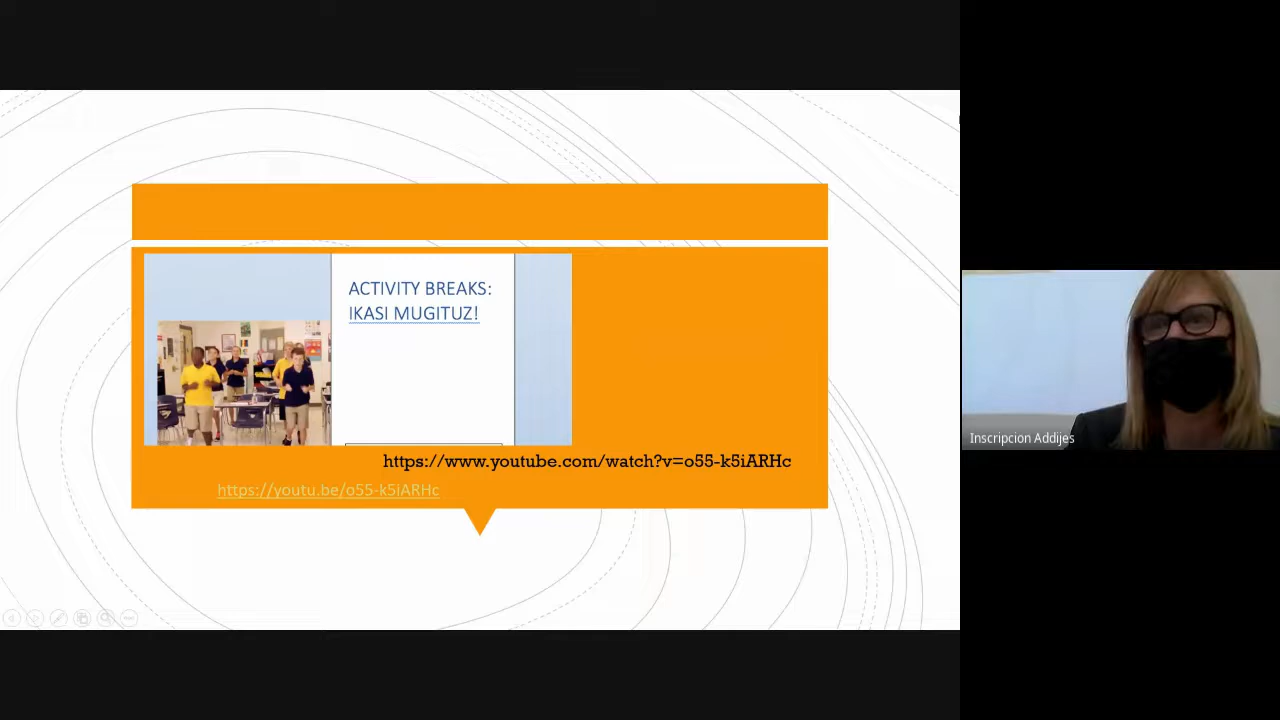 ACTIVITY BREAKS:
IKASI MUGITUZ!
https://www.youtube.com/watch?v=o55-k5iARHc
https://youtu.be/o55-k5iARHc
Inscripcion Addijes